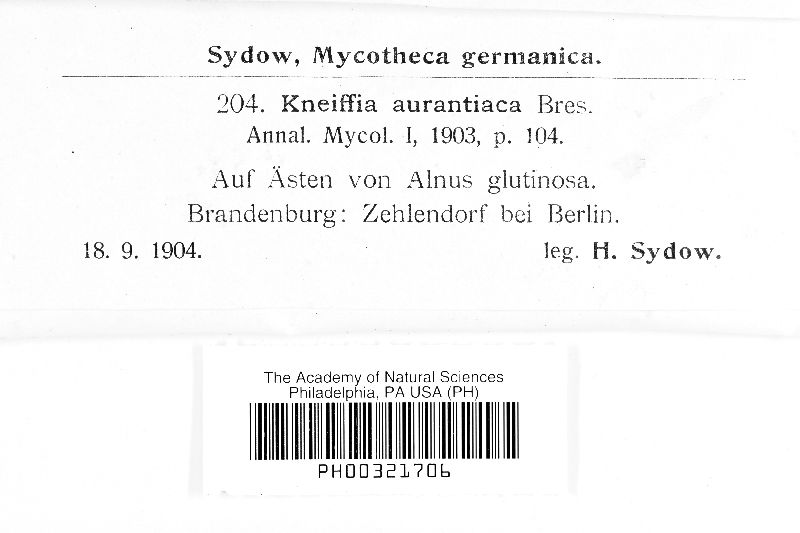 Sydow, Mycotheca germanica.
204. Kneiffia aurantiaca Bres.
Annal. Mycol. I, 1903, p. 104.
Auf Ästen von Alnus glutinosa.
Brandenburg: Zehlendorf bei Berlin.
18. 9. 1904. leg. H. Sydow.
The Academy of Natural Sciences
Philadelphia, PA USA (PH)
PH00321706